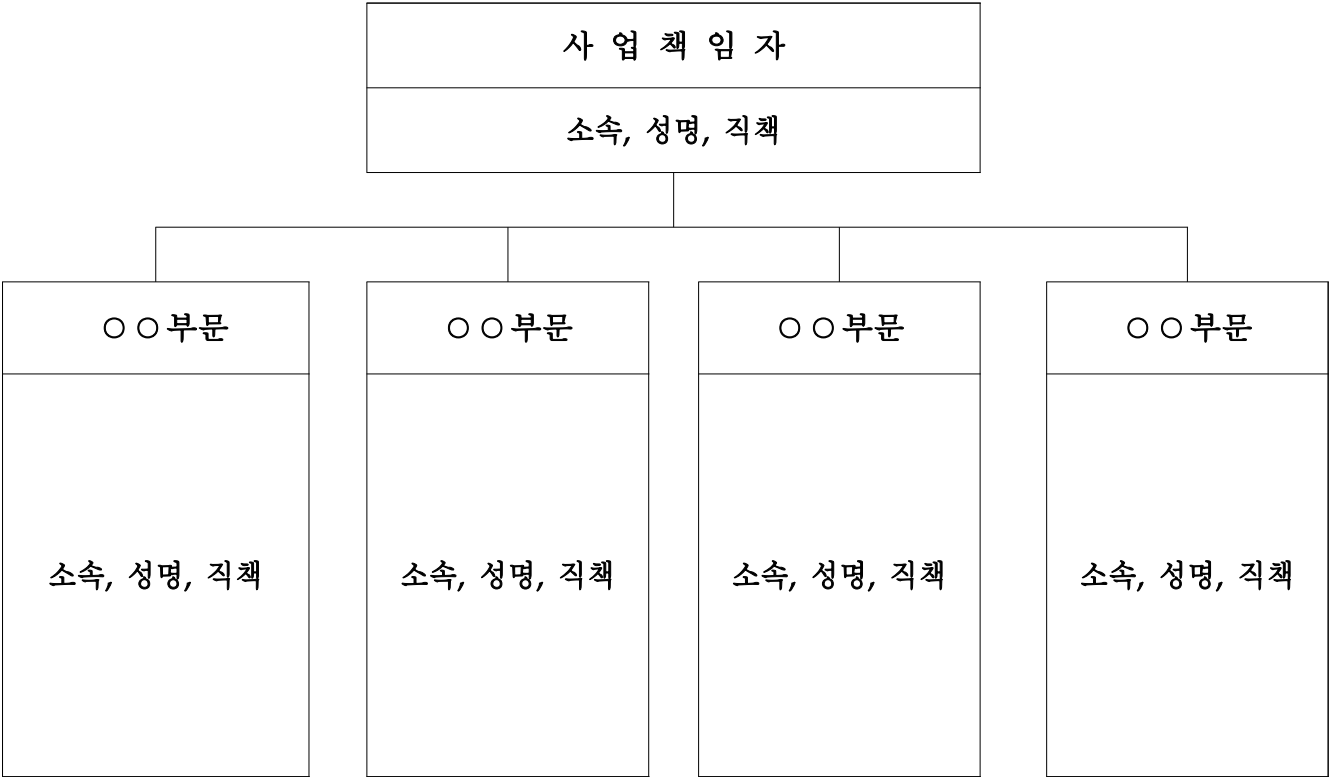 사 업 책 임 자
소속, 성명, 직책
○ ○ 부문
○ ○ 부문
○ ○ 부문
○ ○ 부문
소속, 성명, 직책
소속, 성명, 직책
소속, 성명, 직책
소속, 성명, 직책